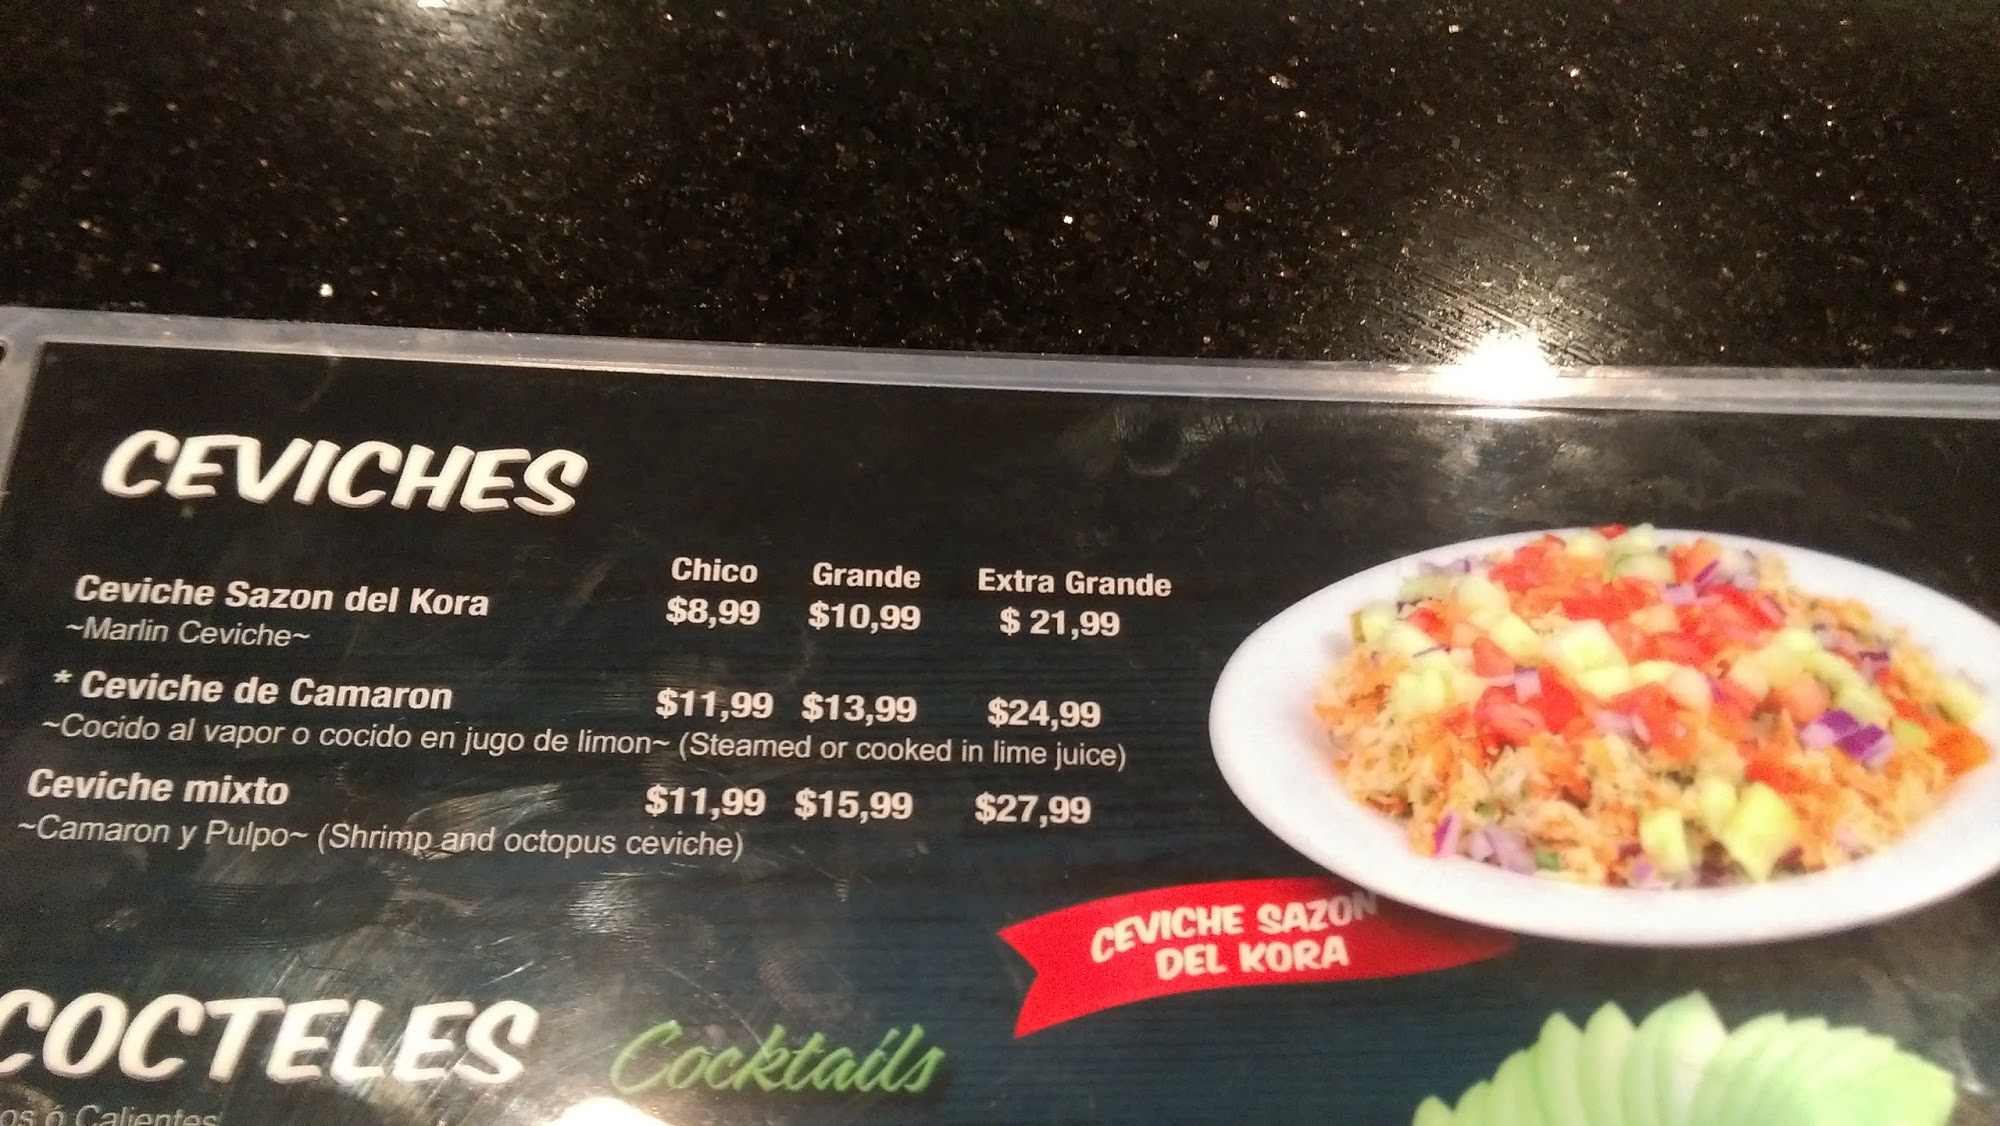 CEVICHES
Chico Grande Extra Grande
Ceviche Sazon del Kora $8,99 $10,99 $ 21,99
~Marlin Ceviche~
* Ceviche de Camaron $11,99 $13,99 $24,99
~Cocido al vapor o cocido en jugo de limon~ (Steamed or cooked in lime juice)
Ceviche mixto $11,99 $15,99 $27,99
~Camaron y Pulpo~ (Shrimp and octopus ceviche)
CEVICHE SAZON
DEL KORA
COCTELES Cocktails
ó Calientes